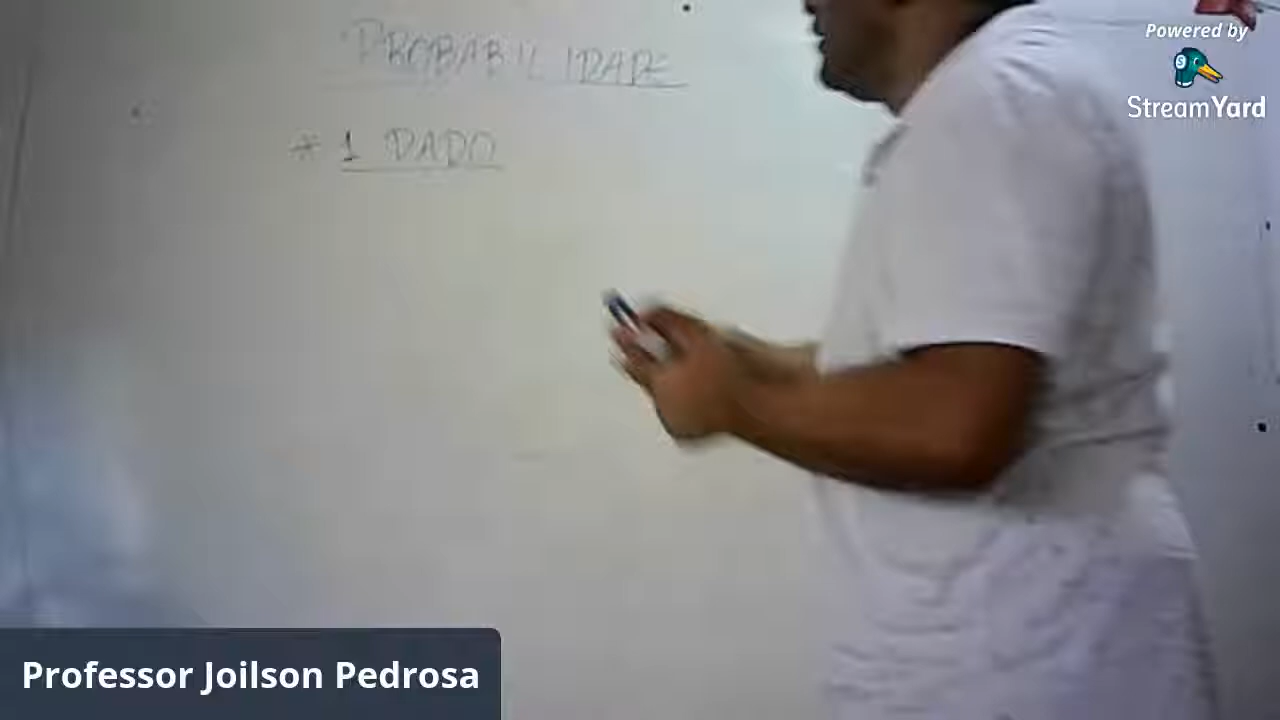 PROBABILIDADE
* 1 DADO
Powered by
StreamYard
Professor Joilson Pedrosa